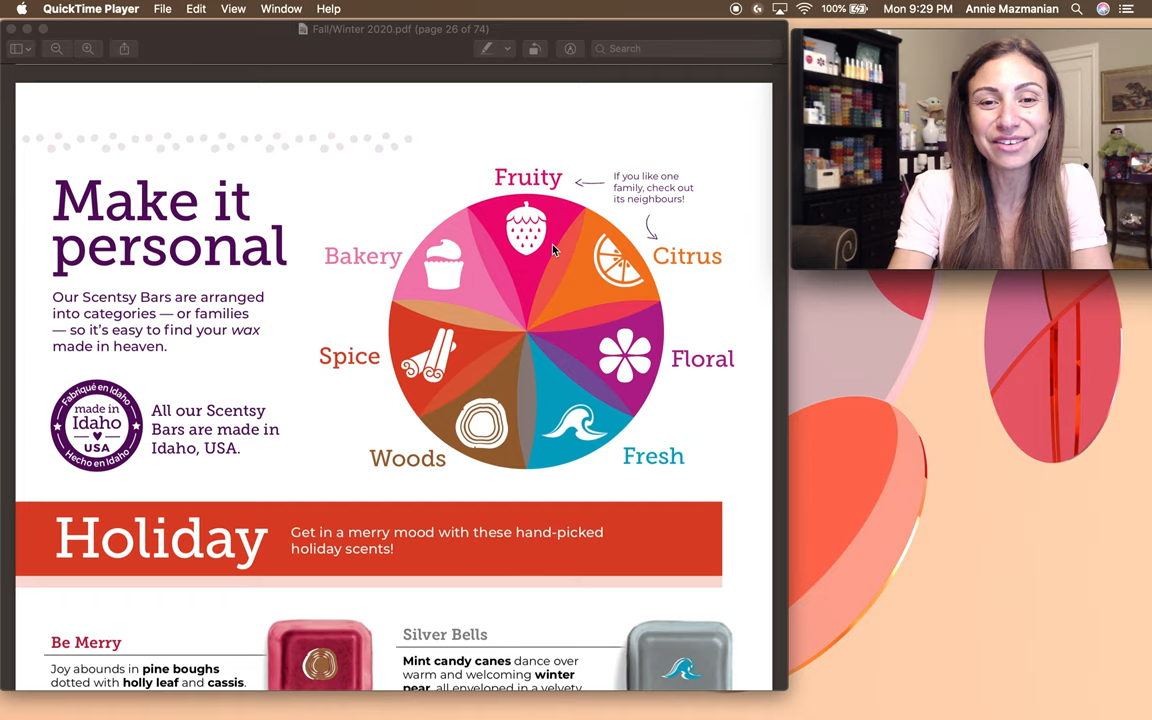 QuickTime Player File Edit View Window Help
100% Mon 9:29 PM Annie Mazmanian
Fall/Winter 2020.pdf (page 26 of 74)
Search
Make it
personal
Our Scentsy Bars are arranged
into categories — or families
— so it's easy to find your wax
made in heaven.
Fabriqué en Idaho
made in
Idaho
USA
Hecho en Idaho
All our Scentsy
Bars are made in
Idaho, USA.
Fruity
If you like one
family, check out
its neighbours!
Bakery
Citrus
Spice
Floral
Woods
Fresh
Holiday
Get in a merry mood with these hand-picked
holiday scents!
Be Merry
Joy abounds in pine boughs
dotted with holly leaf and cassis.
Silver Bells
Mint candy canes dance over
warm and welcoming winter
pear, all enveloped in a velvety